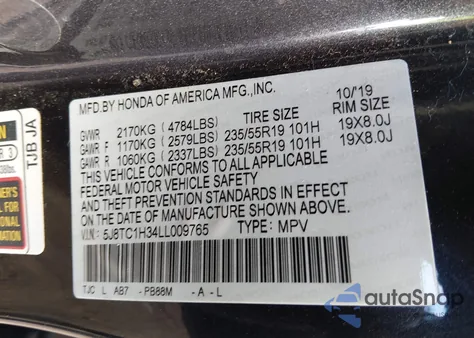 MFD.BY HONDA OF AMERICA MFG.,INC. 10/19
TIRE SIZE RIM SIZE
GVWR 2170KG (4784LBS)
GAWR F 1170KG (2579LBS) 235/55R19 101H 19X8.0J
GAWR R 1060KG (2337LBS) 235/55R19 101H 19X8.0J
THIS VEHICLE CONFORMS TO ALL APPLICABLE
FEDERAL MOTOR VEHICLE SAFETY
AND THEFT PREVENTION STANDARDS IN EFFECT
ON THE DATE OF MANUFACTURE SHOWN ABOVE.
V.I.N.: 5J8TC1H34LL009765 TYPE: MPV
TJC L AB7 - PB88M - A - L
TJB JA
autoSnap